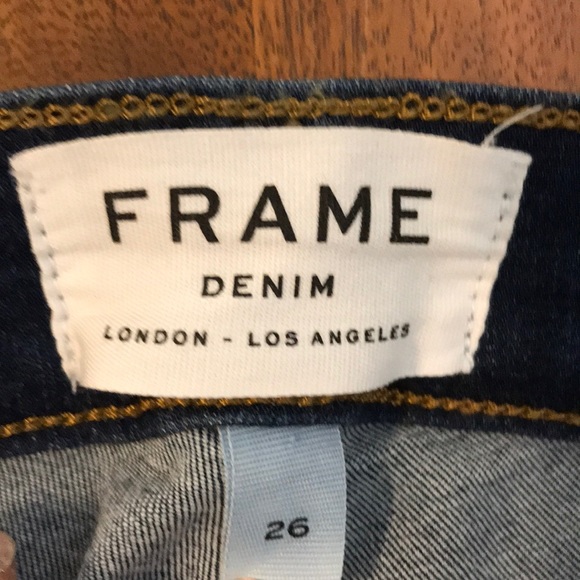 FRAME
DENIM
LONDON - LOS ANGELES
26